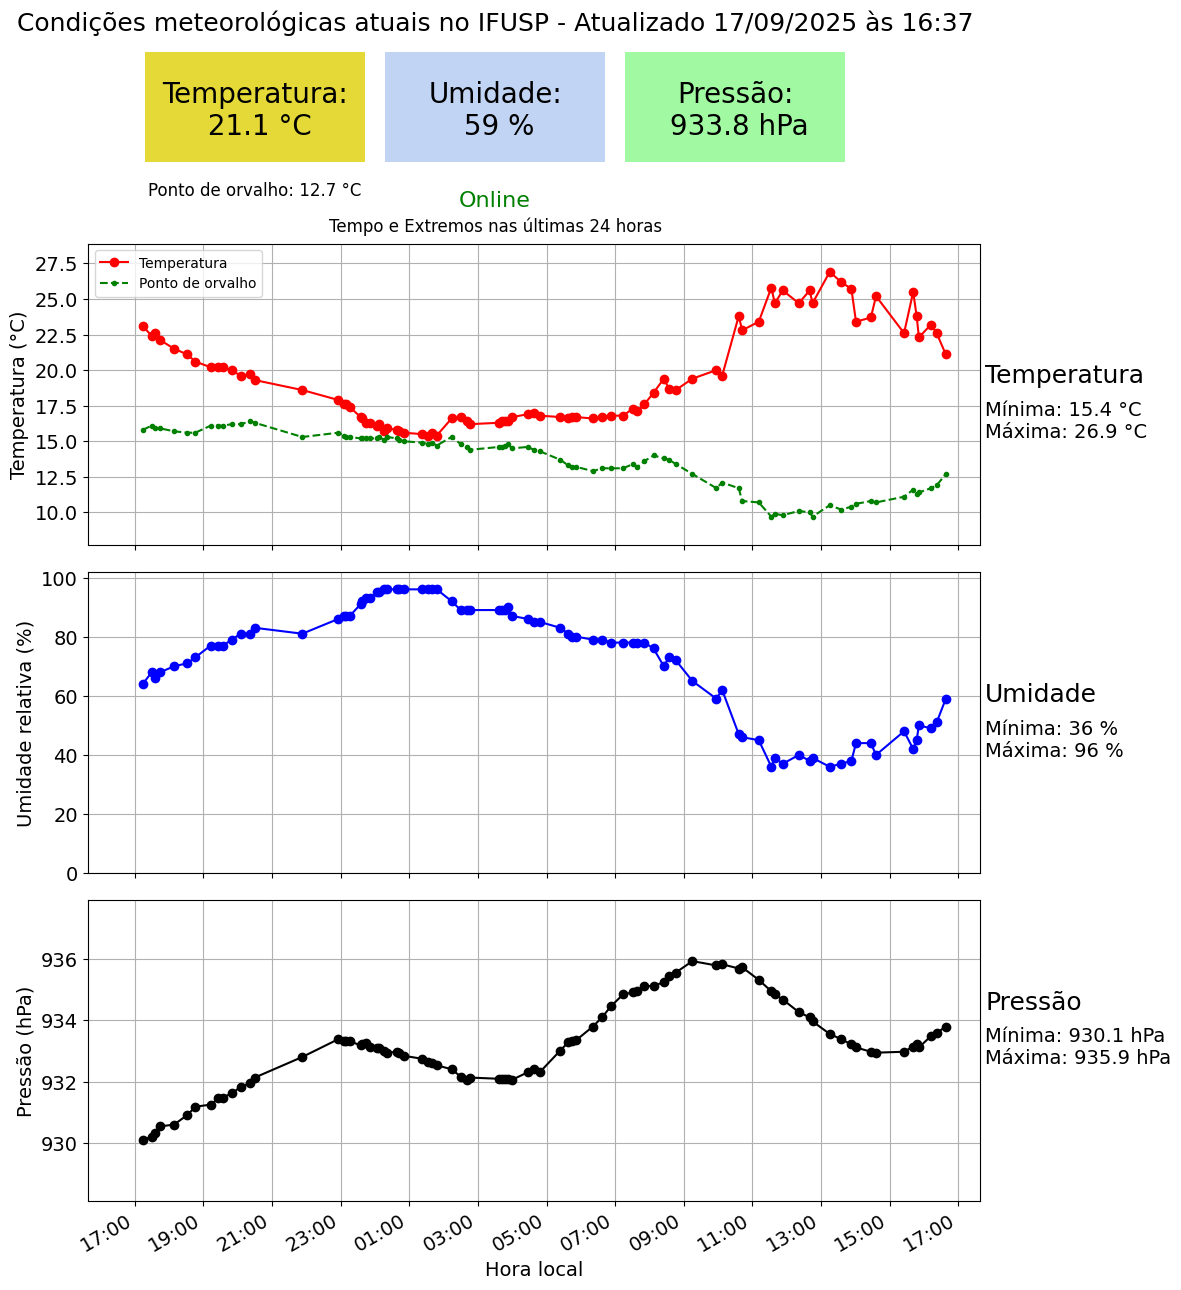 Condições meteorológicas atuais no IFUSP - Atualizado 17/09/2025 às 16:37
Temperatura:
21.1 °C
Umidade:
59 %
Pressão:
933.8 hPa
Ponto de orvalho: 12.7 °C
Online
Tempo e Extremos nas últimas 24 horas
Temperatura
Ponto de orvalho
Temperatura (°C)
27.5
25.0
22.5
20.0
17.5
15.0
12.5
10.0
Temperatura
Mínima: 15.4 °C
Máxima: 26.9 °C
Umidade relativa (%)
100
80
60
40
20
0
Umidade
Mínima: 36 %
Máxima: 96 %
Pressão (hPa)
936
934
932
930
Pressão
Mínima: 930.1 hPa
Máxima: 935.9 hPa
17:00 19:00 21:00 23:00 01:00 03:00 05:00 07:00 09:00 11:00 13:00 15:00 17:00
Hora local